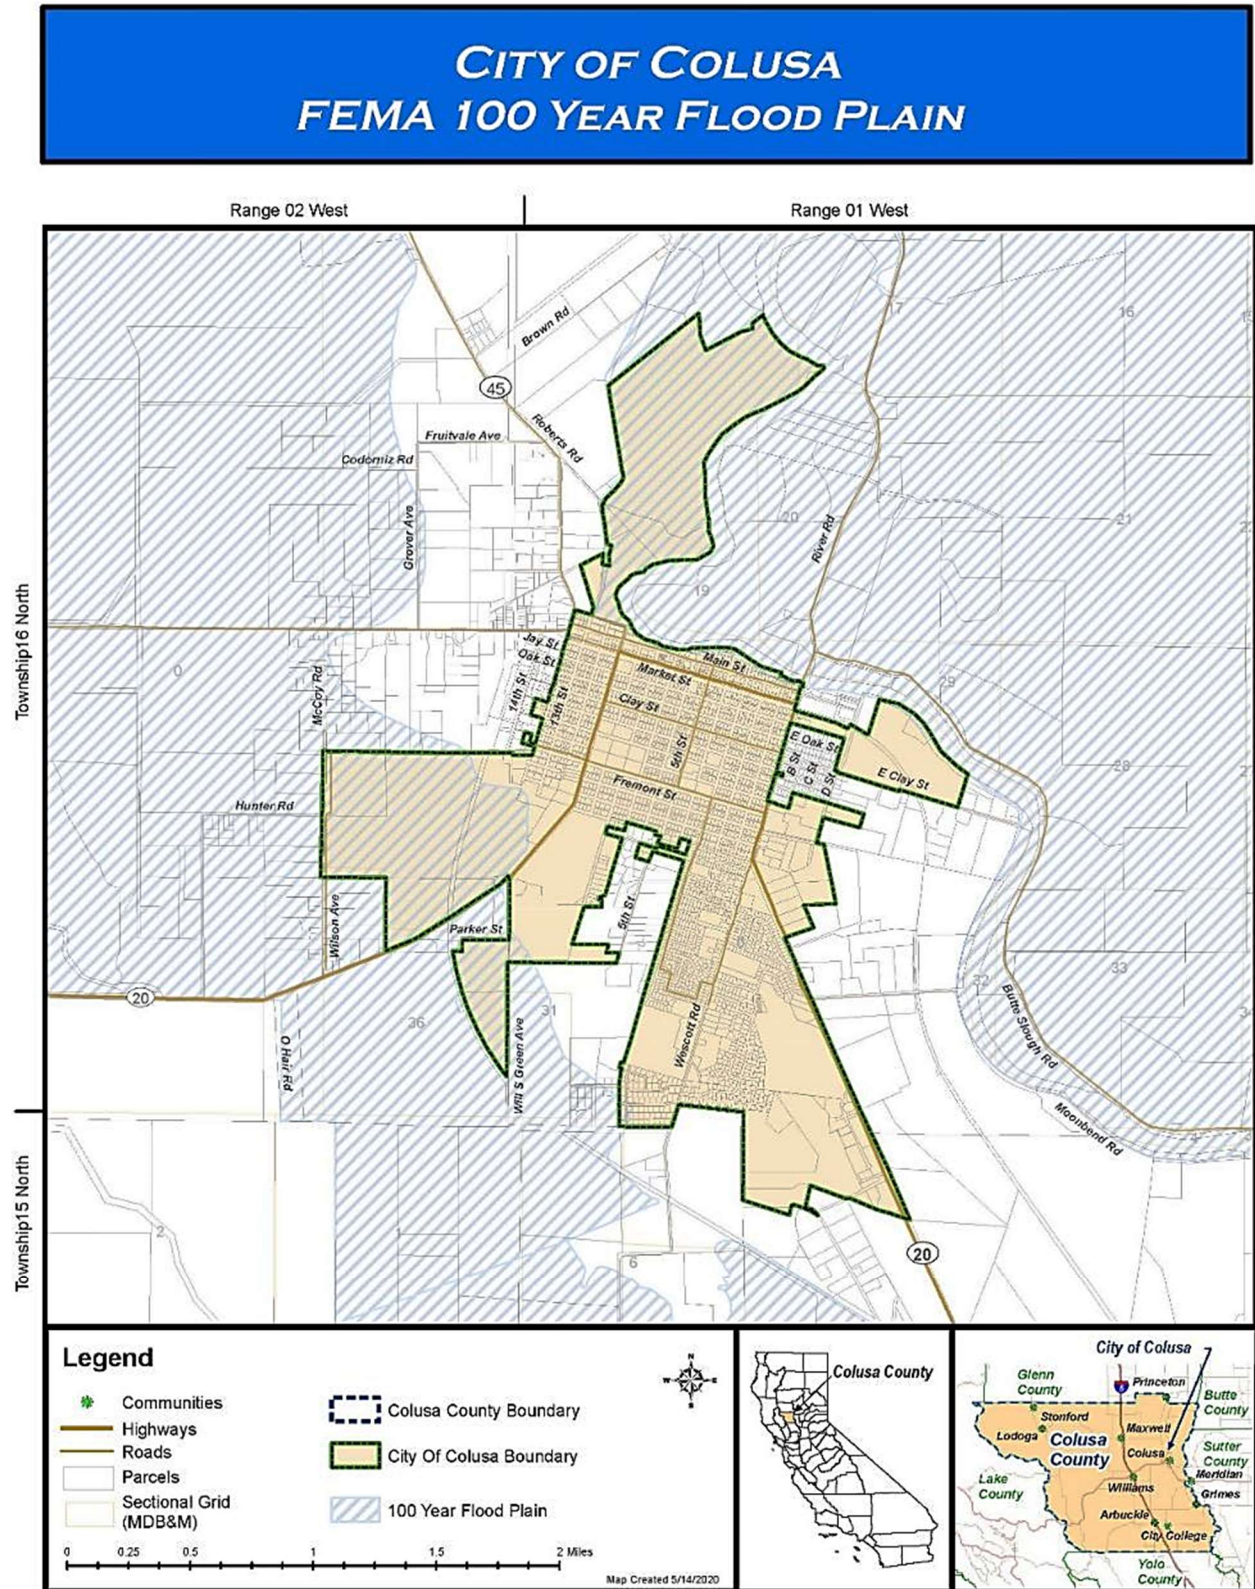 CITY OF COLUSA
FEMA 100 YEAR FLOOD PLAIN
Range 02 West
Range 01 West
Township16 North
Township15 North
17
16
Brown Rd
45
Roberts Rd
Fruitvale Ave
Codorniz Rd
Grover Ave
River Rd
20
21
19
0
Jay St
Oak St
14th St
13th St
McCoy Rd
Main St
Market St
Clay St
5th St
Fremont St
29
28
E Oak St
B St
C St
D St
E Clay St
Hunter Rd
Wilson Ave
Parker St
5th St
6
20
36
31
32
33
O Hair Rd
Will S Green Ave
Wescott Rd
Butte Slough Rd
Moonbend Rd
4
2
1
6
20
Legend
Communities
Highways
Roads
Parcels
Sectional Grid
(MDB&M)
Colusa County Boundary
City Of Colusa Boundary
100 Year Flood Plain
N
W
E
S
0
0.25
0.5
1
1.5
2 Miles
Map Created 5/14/2020
Colusa County
City of Colusa
Glenn
County
Princeton
Butte
County
Stonford
Lodoga
Maxwell
Colusa
County
Colusa
Sutter
County
Meridian
Lake
County
Williams
Grimes
Arbuckle
City College
Yolo
County